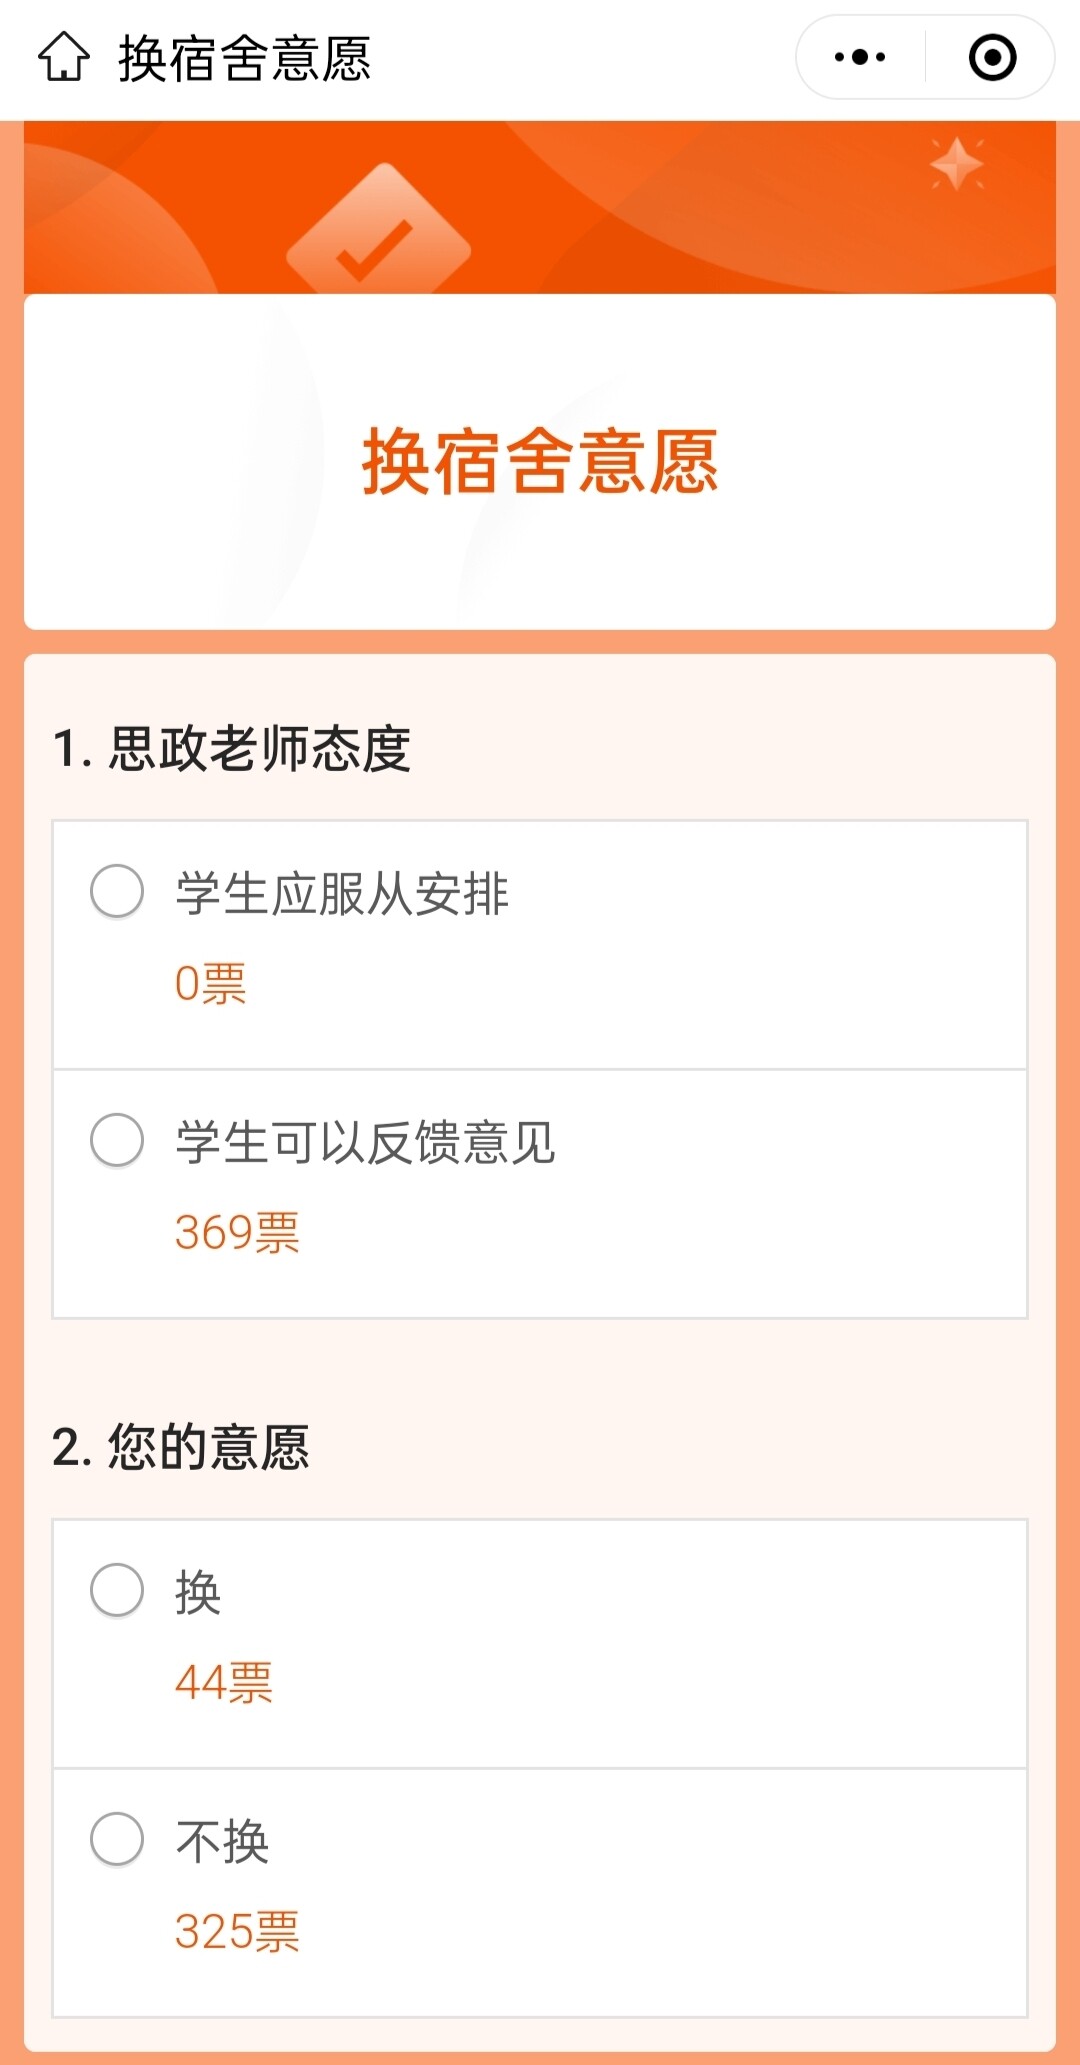 换宿舍意愿
换宿舍意愿
1. 思政老师态度
学生应服从安排
0票
学生可以反馈意见
369票
2. 您的意愿
换
44票
不换
325票